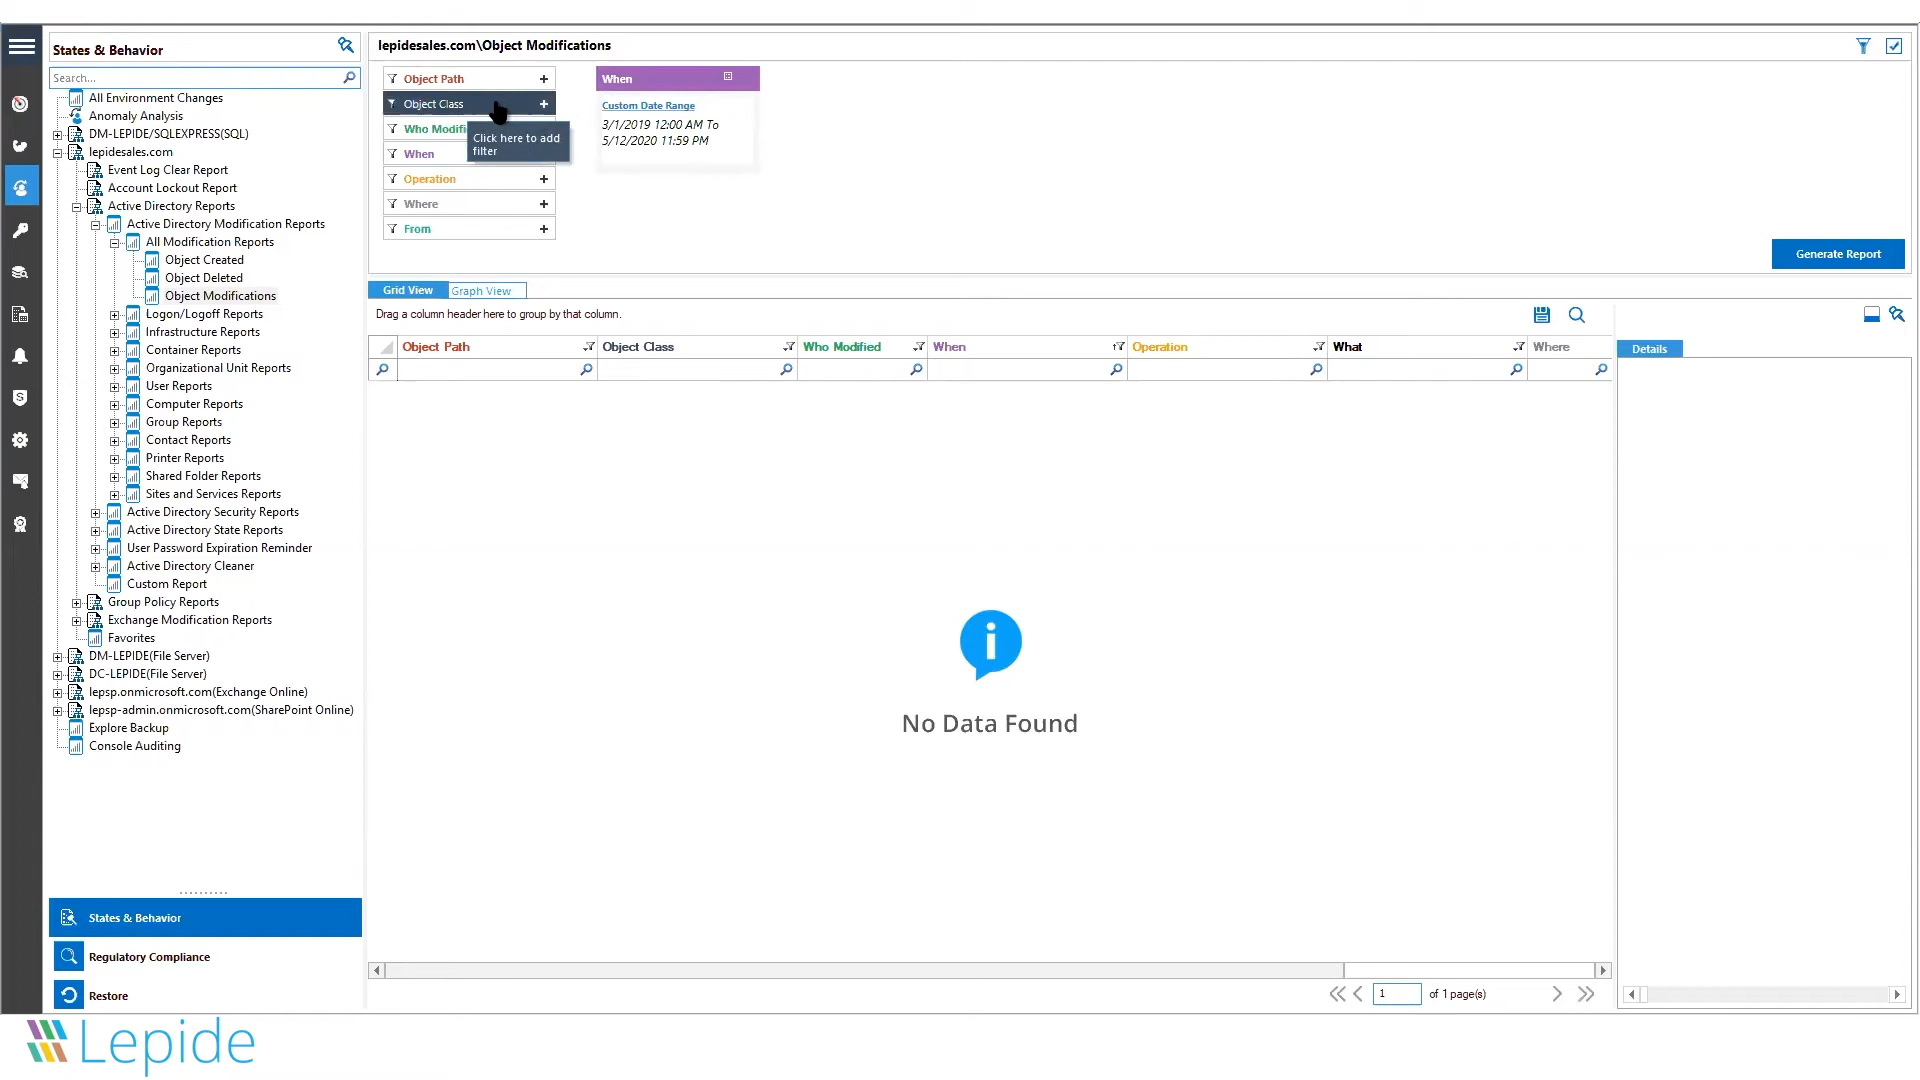 States & Behavior
Search...
All Environment Changes
Anomaly Analysis
DM-LEPIDE/SQLEXPRESS(SQL)
lepidesales.com
Event Log Clear Report
Account Lockout Report
Active Directory Reports
Active Directory Modification Reports
All Modification Reports
Object Created
Object Deleted
Object Modifications
Logon/Logoff Reports
Infrastructure Reports
Container Reports
Organizational Unit Reports
User Reports
Computer Reports
Group Reports
Contact Reports
Printer Reports
Shared Folder Reports
Sites and Services Reports
Active Directory Security Reports
Active Directory State Reports
User Password Expiration Reminder
Active Directory Cleaner
Custom Report
Group Policy Reports
Exchange Modification Reports
Favorites
DM-LEPIDE(File Server)
DC-LEPIDE(File Server)
lepsp.onmicrosoft.com(Exchange Online)
lepsp-admin.onmicrosoft.com(SharePoint Online)
Explore Backup
Console Auditing
States & Behavior
Regulatory Compliance
Restore
lepidesales.com\Object Modifications
Object Path +
Object Class +
Who Modifi
When
Operation +
Where +
From +
Click here to add
filter
When
Custom Date Range
3/1/2019 12:00 AM To
5/12/2020 11:59 PM
Generate Report
Grid View Graph View
Drag a column header here to group by that column.
Object Path Object Class Who Modified When Operation What Where
Details
No Data Found
1 of 1 page(s)
Lepide